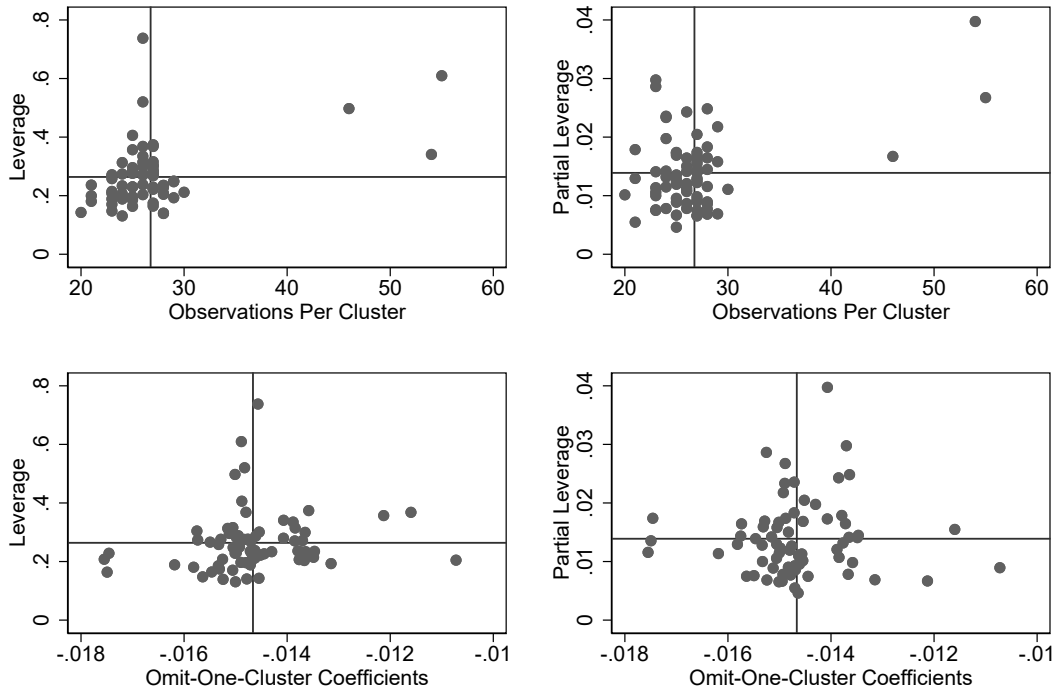 Leverage
0 .2 .4 .6 .8
20 30 40 50 60
Observations Per Cluster
Partial Leverage
0 .01 .02 .03 .04
20 30 40 50 60
Observations Per Cluster
Leverage
0 .2 .4 .6 .8
-.018 -.016 -.014 -.012 -.01
Omit-One-Cluster Coefficients
Partial Leverage
0 .01 .02 .03 .04
-.018 -.016 -.014 -.012 -.01
Omit-One-Cluster Coefficients